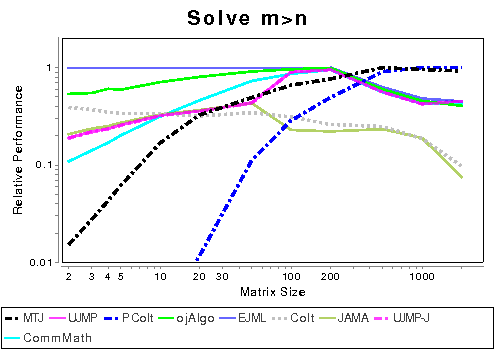 Solve m>n
Relative Performance
1
0.1
0.01
2 3 4 5 10 20 30 100 200 1000
Matrix Size
MTJ UJMP PColt ojAlgo EJML Colt JAMA UJMP-J
CommMath